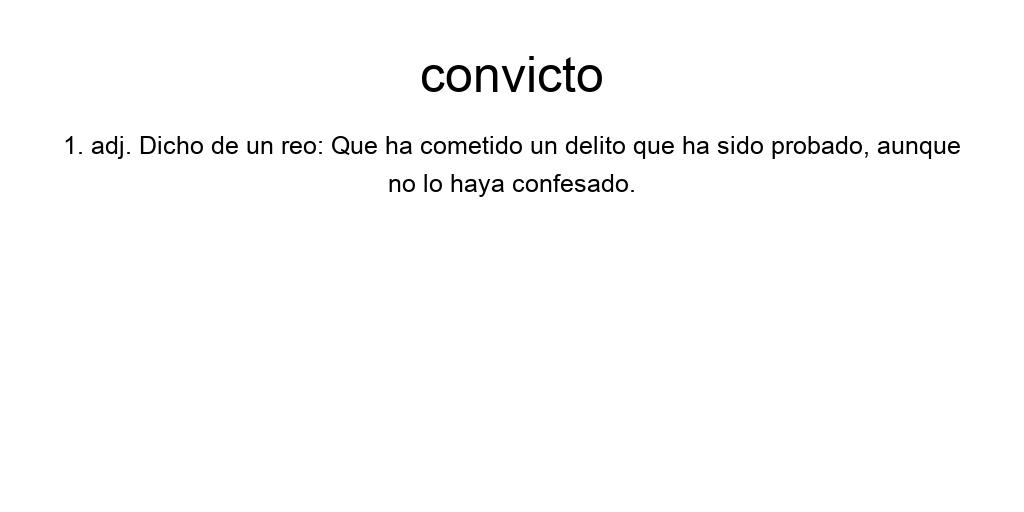 convicto
1. adj. Dicho de un reo: Que ha cometido un delito que ha sido probado, aunque
no lo haya confesado.